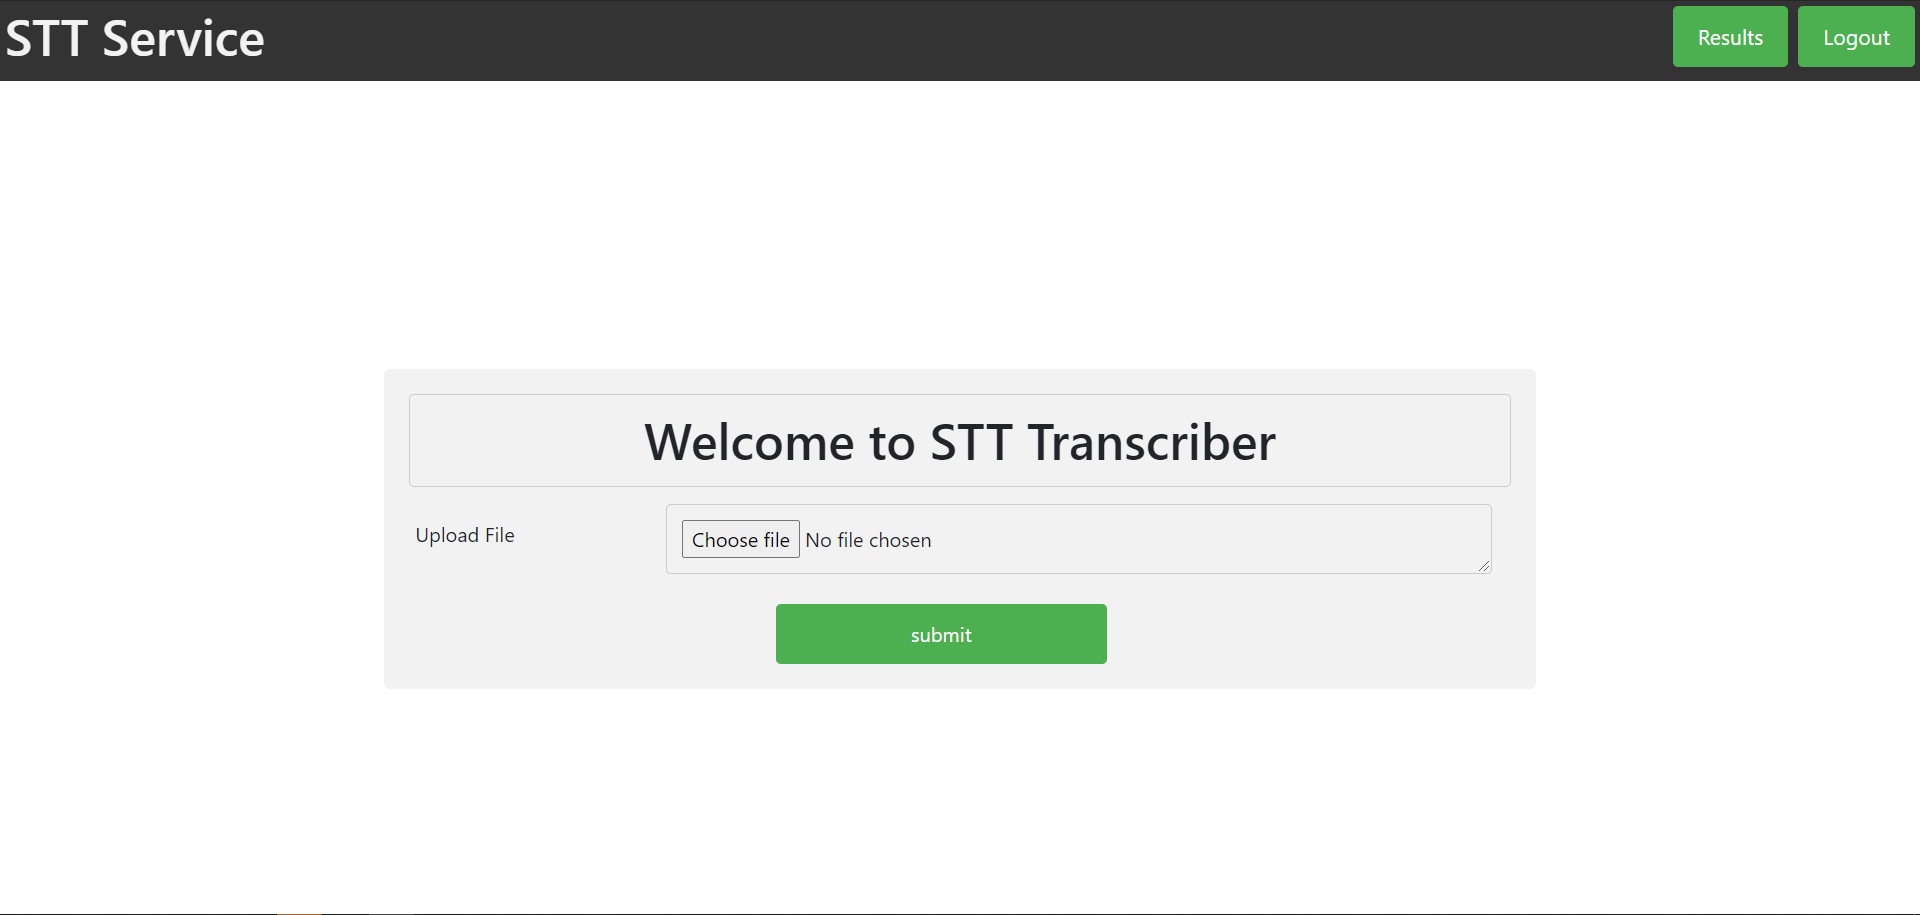 STT Service
Results
Logout
Welcome to STT Transcriber
Upload File
Choose file No file chosen
submit